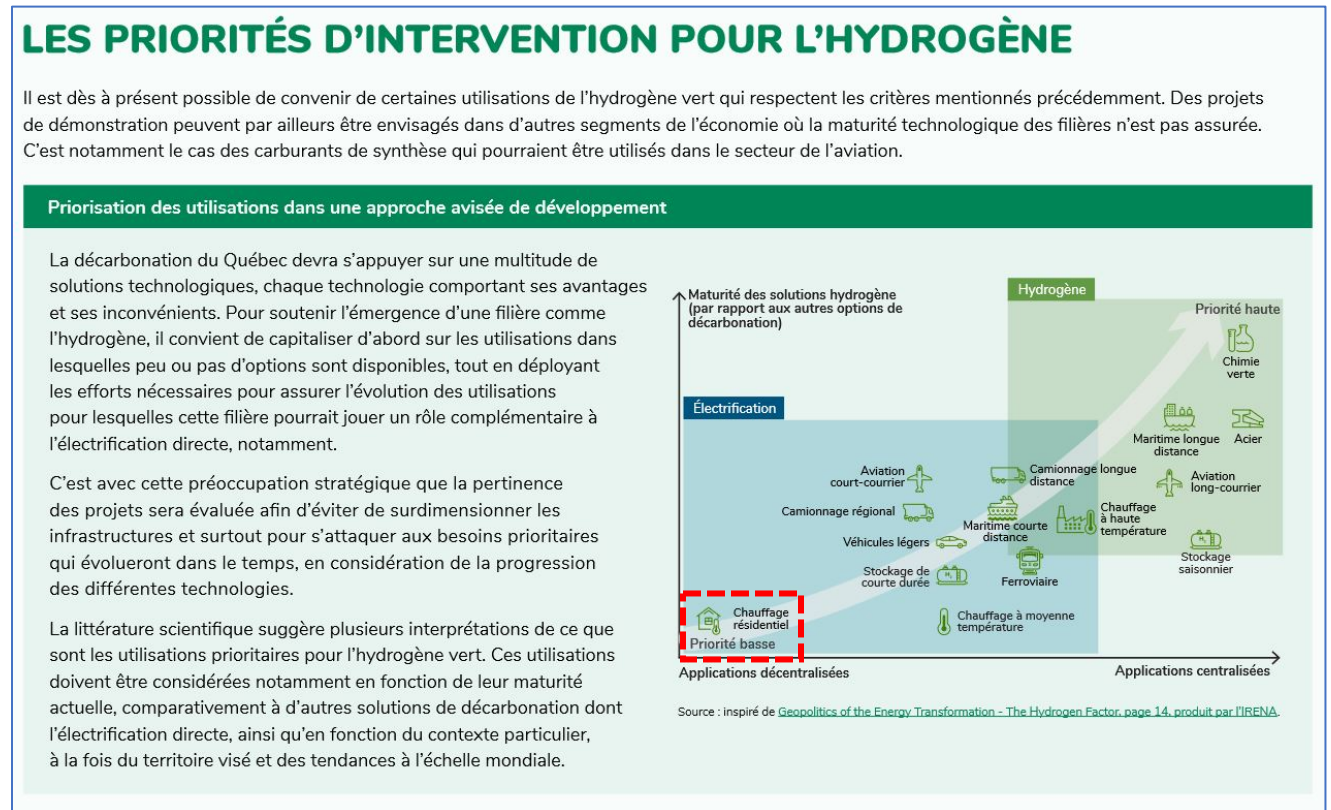 LES PRIORITÉS D’INTERVENTION POUR L’HYDROGÈNE
Il est dès à présent possible de convenir de certaines utilisations de l’hydrogène vert qui respectent les critères mentionnés précédemment. Des projets
de démonstration peuvent par ailleurs être envisagés dans d’autres segments de l’économie où la maturité technologique des filières n’est pas assurée.
C’est notamment le cas des carburants de synthèse qui pourraient être utilisés dans le secteur de l’aviation.
Priorisation des utilisations dans une approche avisée de développement
La décarbonation du Québec devra s’appuyer sur une multitude de
solutions technologiques, chaque technologie comportant ses avantages
et ses inconvénients. Pour soutenir l’émergence d’une filière comme
l’hydrogène, il convient de capitaliser d’abord sur les utilisations dans
lesquelles peu ou pas d’options sont disponibles, tout en déployant
les efforts nécessaires pour assurer l’évolution des utilisations
pour lesquelles cette filière pourrait jouer un rôle complémentaire à
l’électrification directe, notamment.
C’est avec cette préoccupation stratégique que la pertinence
des projets sera évaluée afin d’éviter de surdimensionner les
infrastructures et surtout pour s’attaquer aux besoins prioritaires
qui évolueront dans le temps, en considération de la progression
des différentes technologies.
La littérature scientifique suggère plusieurs interprétations de ce que
sont les utilisations prioritaires pour l’hydrogène vert. Ces utilisations
doivent être considérées notamment en fonction de leur maturité
actuelle, comparativement à d’autres solutions de décarbonation dont
l’électrification directe, ainsi qu’en fonction du contexte particulier,
à la fois du territoire visé et des tendances à l’échelle mondiale.
Maturité des solutions hydrogène
(par rapport aux autres options de
décarbonation)
Hydrogène
Priorité haute
Chimie
verte
Électrification
Maritime longue
distance
Acier
Aviation
court-courrier
Camionnage longue
distance
Aviation
long-courrier
Camionnage régional
Maritime courte
distance
Chauffage
à haute
température
Véhicules légers
Stockage
saisonnier
Stockage de
courte durée
H₂
Ferroviaire
Chauffage
résidentiel
Chauffage à moyenne
température
Priorité basse
Applications décentralisées
Applications centralisées
Source : inspiré de Geopolitics of the Energy Transformation - The Hydrogen Factor, page 14, produit par l'IRENA.